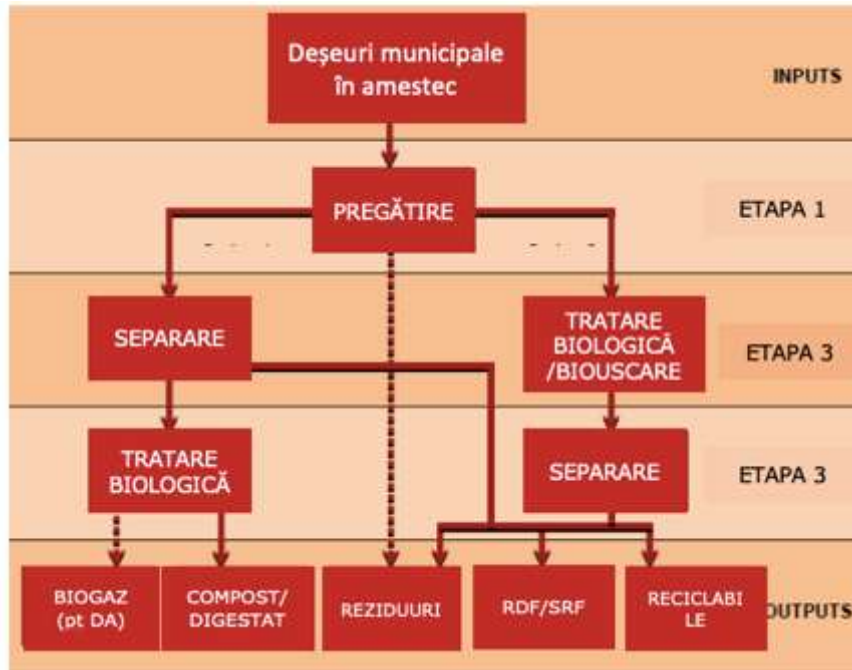 Deșeuri municipale
în amestec
INPUTS
PREGĂTIRE
ETAPA 1
SEPARARE
TRATARE
BIOLOGICĂ
/BIOUSCARE
ETAPA 3
TRATARE
BIOLOGICĂ
SEPARARE
ETAPA 3
BIOGAZ
(pt DA)
COMPOST/
DIGESTAT
REZIDUURI
RDF/SRF
RECICLABI
LE
OUTPUTS